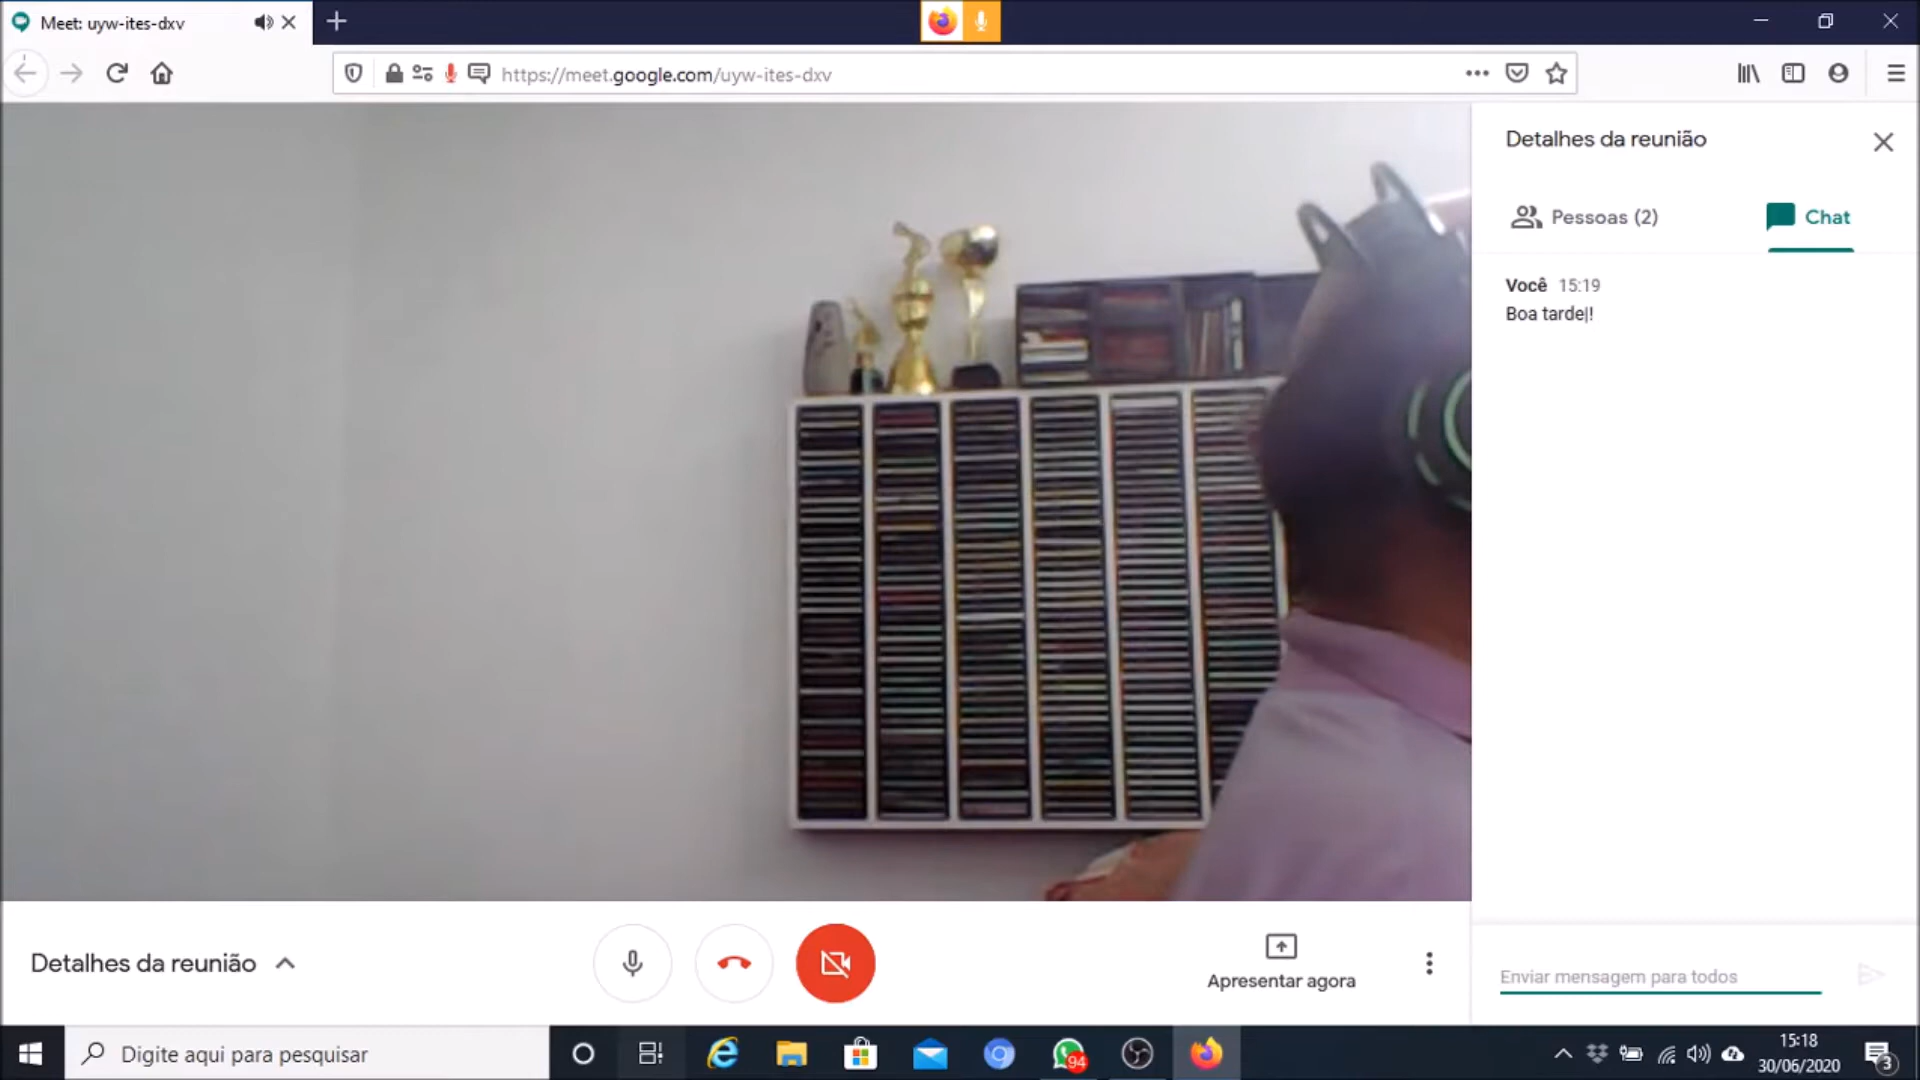 Meet: uyw-ites-dxv
https://meet.google.com/uyw-ites-dxv
Detalhes da reunião
Pessoas (2)
Chat
Você 15:19
Boa tarde|!
Detalhes da reunião
Apresentar agora
Enviar mensagem para todos
Digite aqui para pesquisar
94
15:18
30/06/2020
3